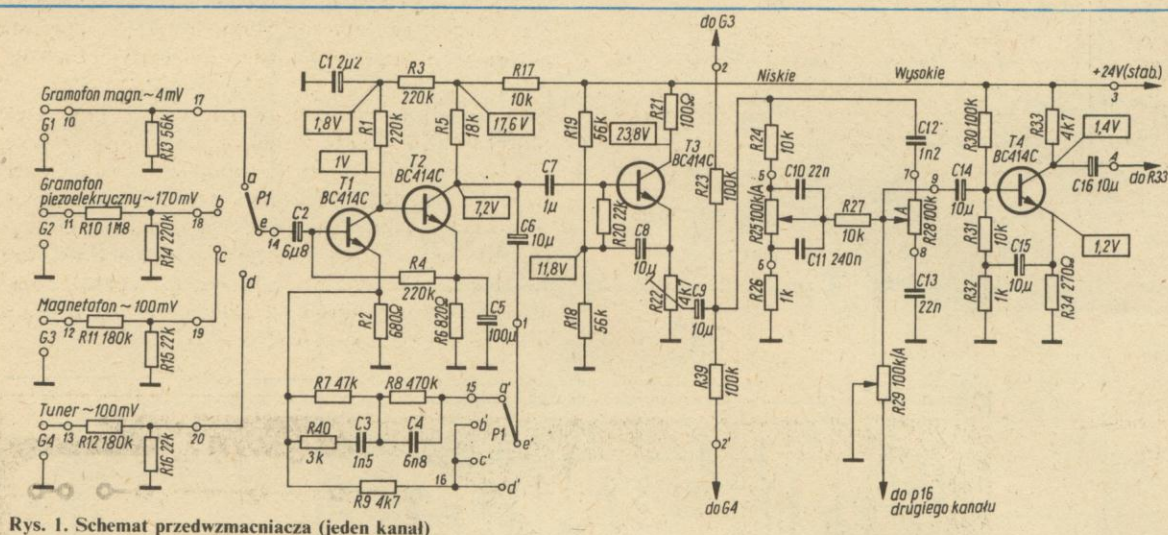 do G3
2
C1 2µ2
R3
220k
R17
10k
Niskie
Wysokie
+24V(stab.)
3
Gramofon magn.~4mV
17
G1
10
R13 56k
1,8V
R1
220k
R5
18k
17,6V
R19
56k
R21
100Ω
23,8V
R24
10k
C12
1n2
R30 100k
R33
4k7
1,4V
1V
T1
BC414C
T2
BC414C
C7
1µ
T3
BC414C
R23
100k
5
C10 22n
7
9
C14
10µ
T4
BC414C
4
C16 10µ
do R33
Gramofon
piezoelekryczny ~170mV
18
G2
11
R10 1M8
R14 220k
a
P1
b
e
14
c
d
C2
6µ8
7,2V
C6
10µ
R20 22k
C8
10µ
11,8V
R25
100k/A
R27
10k
A
R28 100k
C11 240n
R31
10k
1,2V
8
6
R4
220k
R22
4k7
C9
10µ
R26
1k
C13
22n
C15
10µ
R32
1k
R34 270Ω
Magnetofon ~ 100mV
G3
12
R11 180k
19
R15 22k
R2
680Ω
R6 820Ω
C5
100µ
1
R18
56k
R39
100k
R29 100k/A
R7 47k
R8 470k
15
a'
b'
P1
e'
c'
d'
R40
3k
C3
1n5
C4
6n8
16
R9 4k7
Tuner ~100mV
G4
13
R12 180k
20
R16 22k
2'
do G4
do p16
drugiego kanału
Rys. 1. Schemat przedwzmacniacza (jeden kanał)